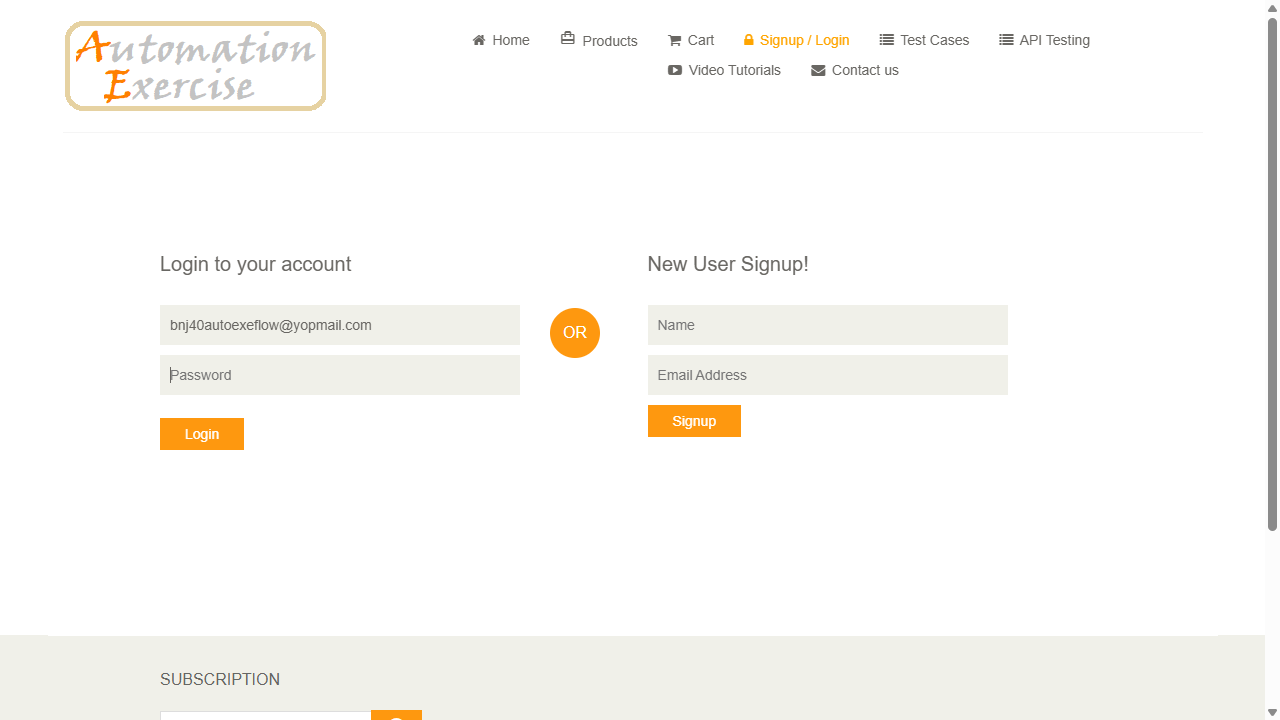 Automation
Exercise
Home
Products
Cart
Signup / Login
Test Cases
API Testing
Video Tutorials
Contact us
Login to your account
bnj40autoexeflow@yopmail.com
Password
Login
OR
New User Signup!
Name
Email Address
Signup
SUBSCRIPTION